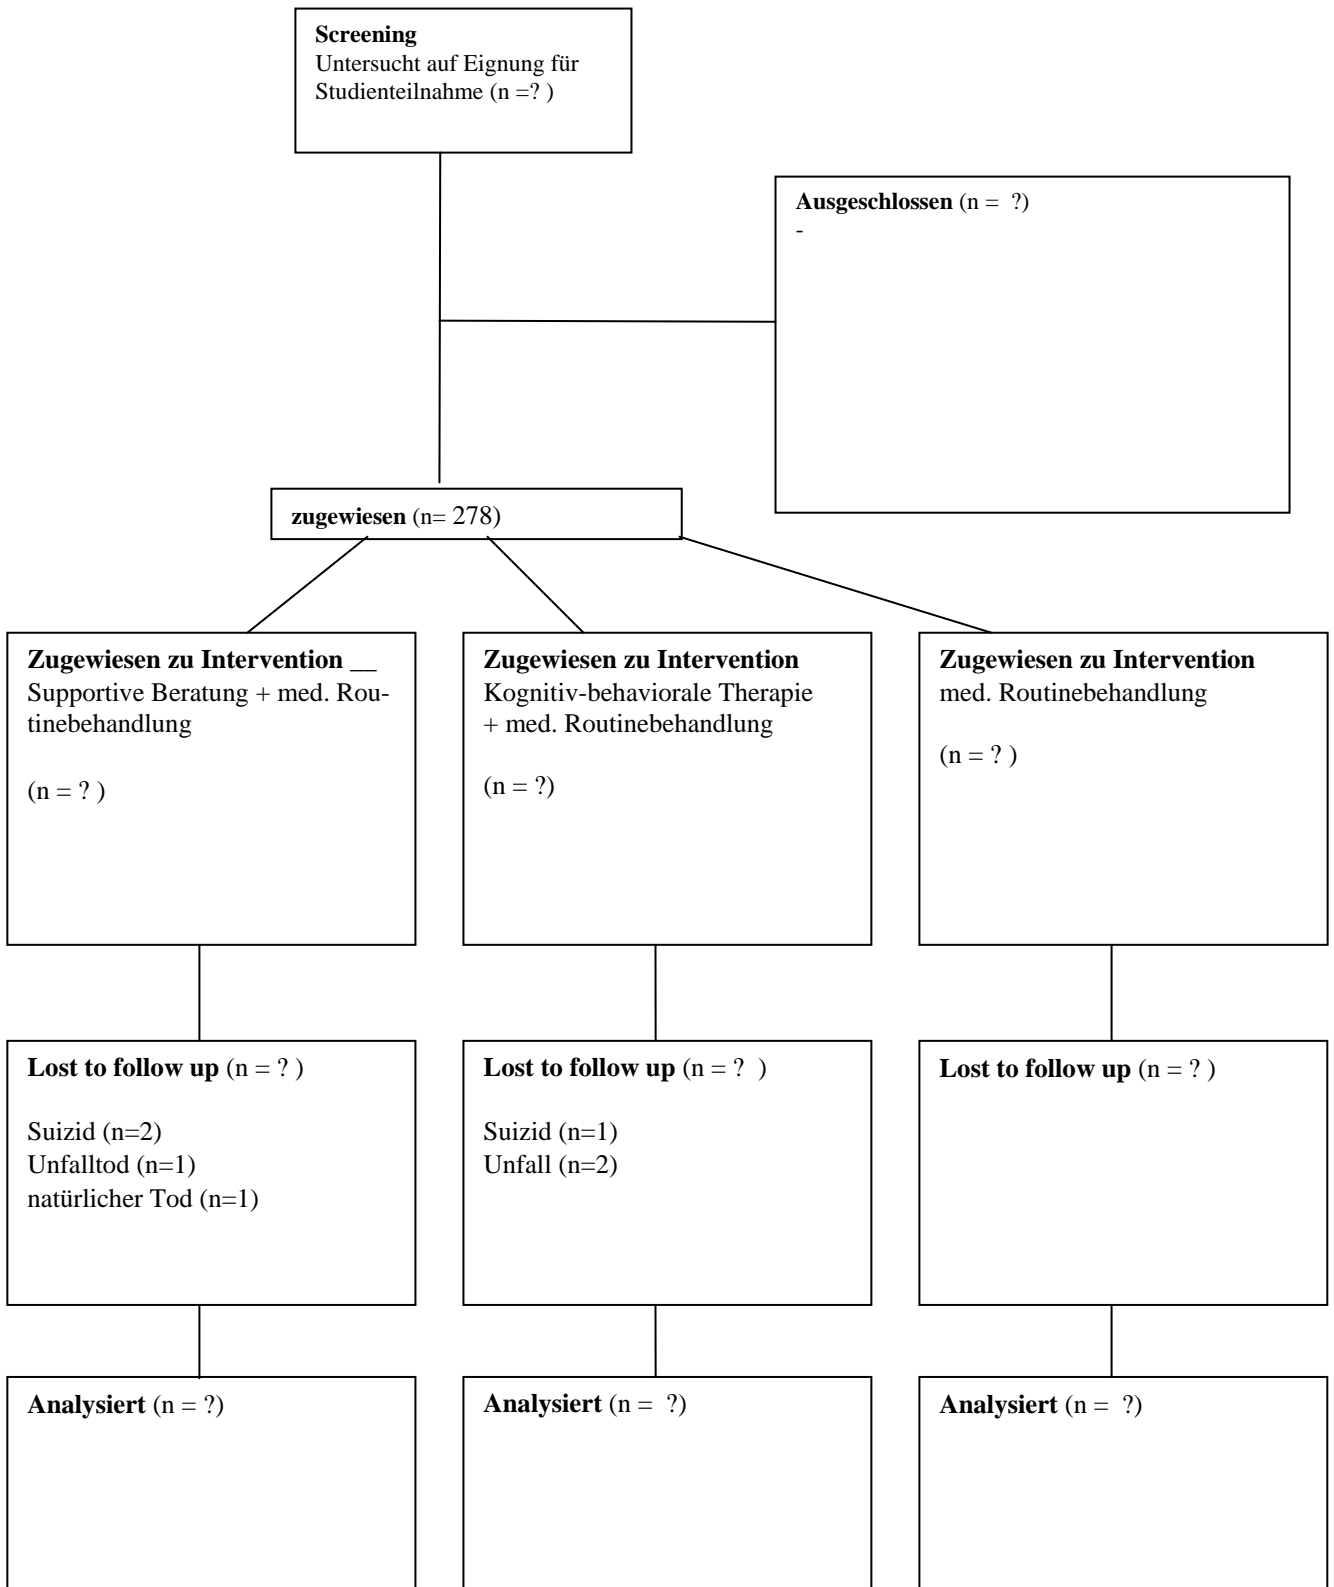 Screening
Untersucht auf Eignung für
Studienteilnahme (n =? )
Ausgeschlossen (n =  ?)
-
zugewiesen (n= 278)
Zugewiesen zu Intervention __
Supportive Beratung + med. Rou-
tinebehandlung
(n = ? )
Zugewiesen zu Intervention
Kognitiv-behaviorale Therapie
+ med. Routinebehandlung
(n = ?)
Zugewiesen zu Intervention
med. Routinebehandlung
(n = ? )
Lost to follow up (n = ? )
Suizid (n=2)
Unfalltod (n=1)
natürlicher Tod (n=1)
Lost to follow up (n = ?  )
Suizid (n=1)
Unfall (n=2)
Lost to follow up (n = ? )
Analysiert (n = ?)
Analysiert (n =  ?)
Analysiert (n =  ?)